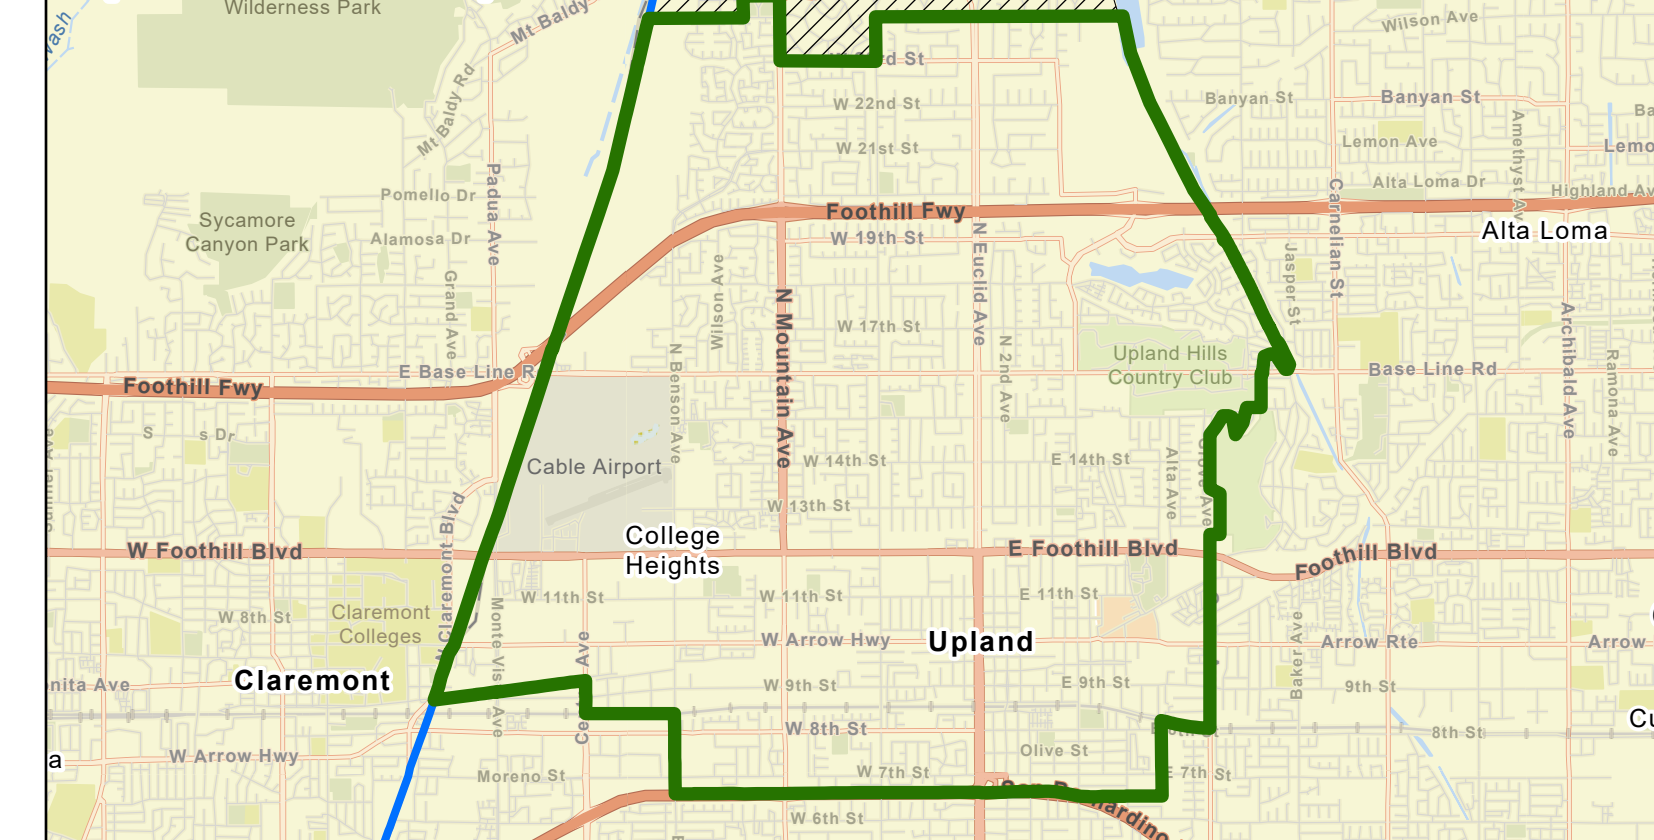 Wilderness Park
Mt Baldy
Wilson Ave
W 22nd St
Banyan St
Banyan St
Mt Baldy Rd
W 21st St
Lemon Ave
Amethyst Av
Padua Ave
Pomello Dr
Carnelian St
Alta Loma Dr
Highland Av
Sycamore
Canyon Park
Foothill Fwy
Alta Loma
Alamosa Dr
W 19th St
N Euclid Ave
Grand Ave
Wilson Ave
Jasper St
N Mountain Ave
W 17th St
N 2nd Ave
Archibald Ave
N Benson Ave
Upland Hills
Country Club
Ramona Ave
E Base Line R
Base Line Rd
Foothill Fwy
S
s Dr
Cable Airport
W 14th St
E 14th St
Alta Ave
W 13th St
N Claremont Blvd
College
Heights
W Foothill Blvd
E Foothill Blvd
Foothill Blvd
W 11th St
W 11th St
E 11th St
Claremont
Colleges
W 8th St
Monte Vis
Ave
Ave
W Arrow Hwy
Upland
Baker Ave
Arrow Rte
Arrow
Claremont
nita Ave
W 9th St
E 9th St
9th St
W 8th St
8th St
Cu
W Arrow Hwy
a
Olive St
Moreno St
W 7th St
E 7th St
W 6th St